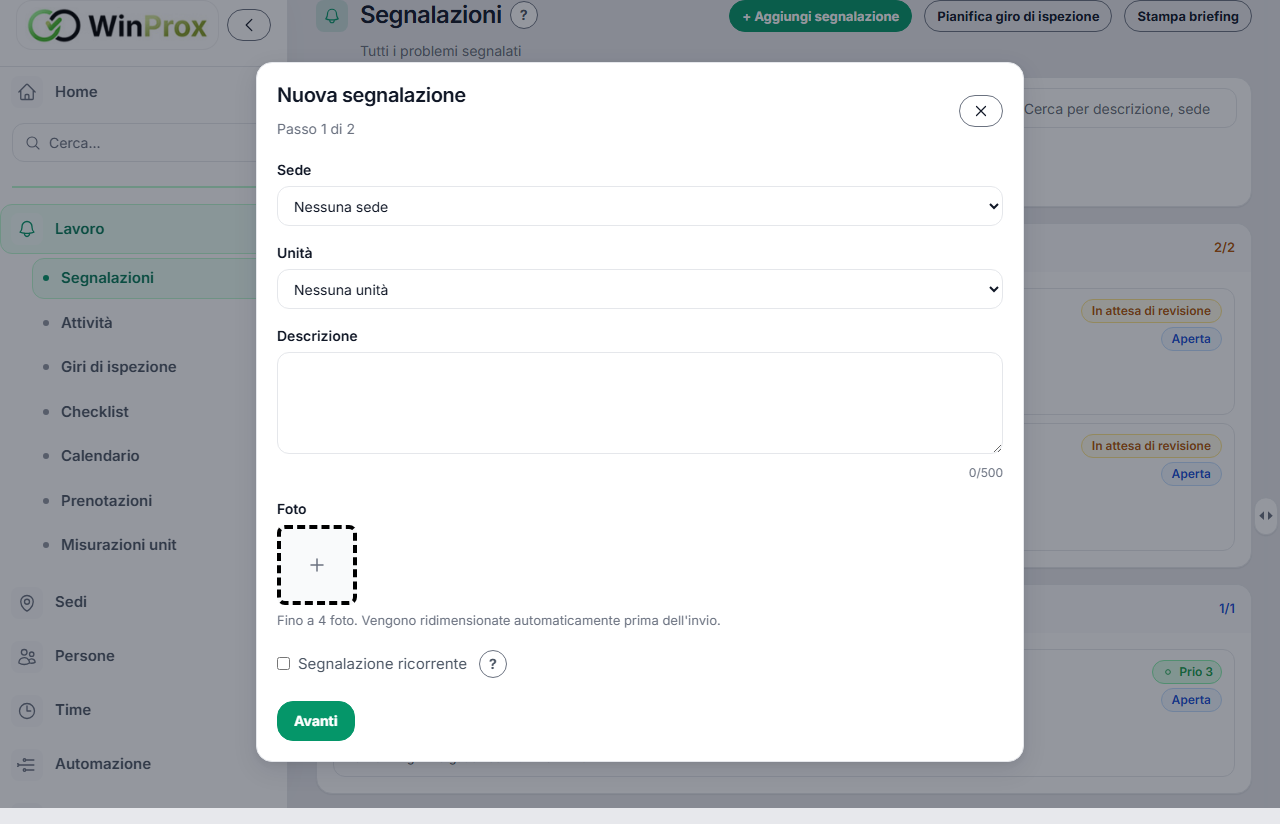 WinProx
Segnalazioni
?
+ Aggiungi segnalazione
Pianifica giro di ispezione
Stampa briefing
Tutti i problemi segnalati
Home
Cerca...
Cerca per descrizione, sede
Lavoro
Segnalazioni
Attività
Giri di ispezione
Checklist
Calendario
Prenotazioni
Misurazioni unit
Sedi
Persone
Time
Automazione
Nuova segnalazione
Passo 1 di 2
Sede
Nessuna sede
Unità
Nessuna unità
Descrizione
0/500
Foto
+
Fino a 4 foto. Vengono ridimensionate automaticamente prima dell'invio.
Segnalazione ricorrente
?
Avanti
2/2
In attesa di revisione
Aperta
In attesa di revisione
Aperta
1/1
Prio 3
Aperta